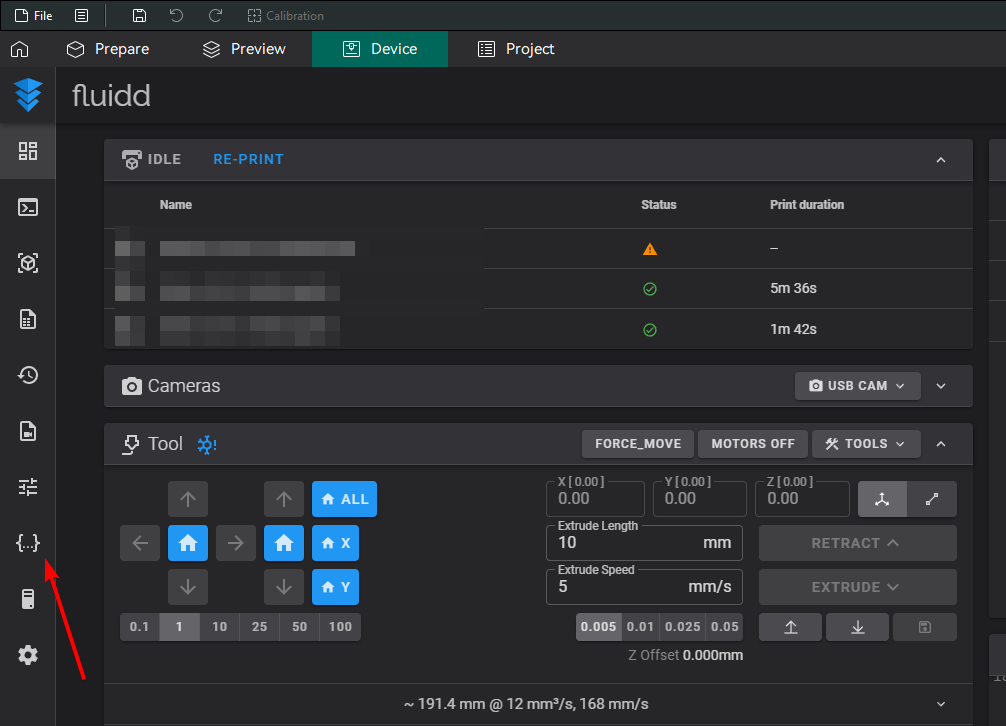 File Calibration
Prepare Preview Device Project
fluidd
IDLE RE-PRINT
Name Status Print duration
--
5m 36s
1m 42s
Cameras USB CAM
Tool FORCE_MOVE MOTORS OFF TOOLS
X [ 0.00 ] Y [ 0.00 ] Z [ 0.00 ]
ALL 0.00 0.00 0.00
Extrude Length
X 10 mm RETRACT
Extrude Speed
Y 5 mm/s EXTRUDE
0.1 1 10 25 50 100 0.005 0.01 0.025 0.05
Z Offset 0.000mm
~ 191.4 mm @ 12 mm³/s, 168 mm/s
{...}